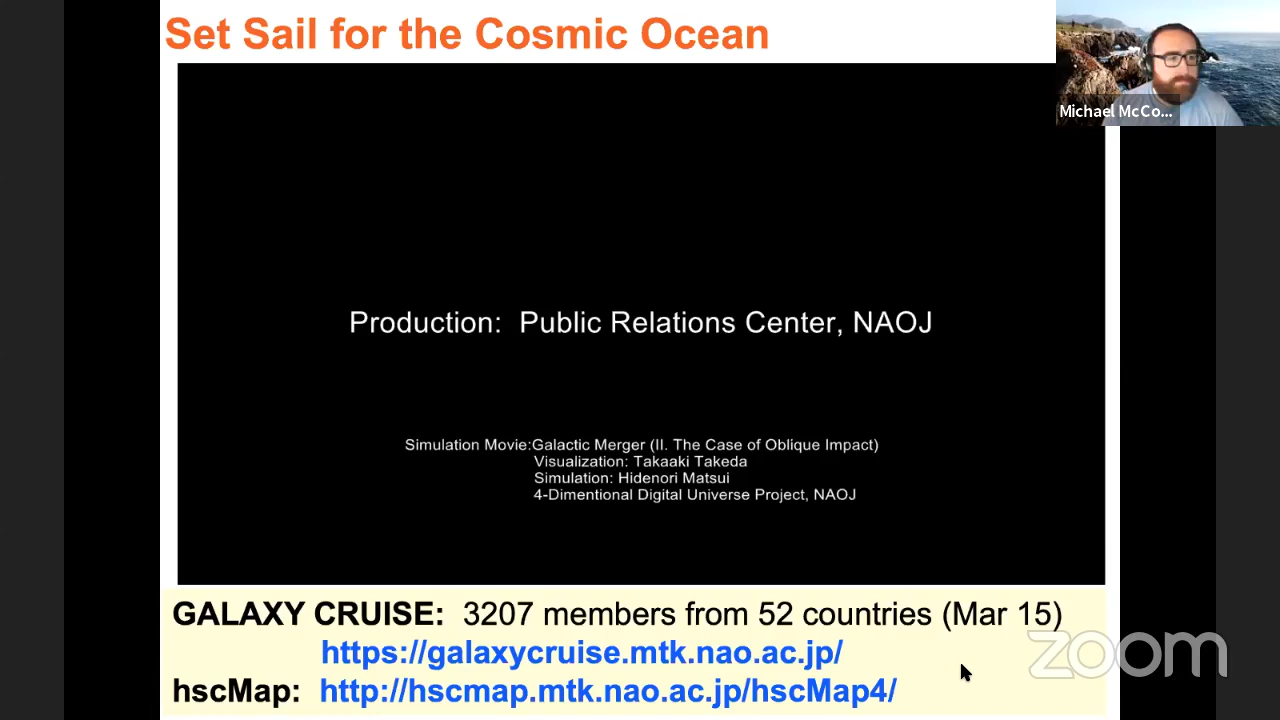 Set Sail for the Cosmic Ocean
Michael McCo...
Production: Public Relations Center, NAOJ
Simulation Movie:Galactic Merger (II. The Case of Oblique Impact)
Visualization: Takaaki Takeda
Simulation: Hidenori Matsui
4-Dimentional Digital Universe Project, NAOJ
GALAXY CRUISE: 3207 members from 52 countries (Mar 15)
https://galaxycruise.mtk.nao.ac.jp/
hscMap: http://hscmap.mtk.nao.ac.jp/hscMap4/
zoom